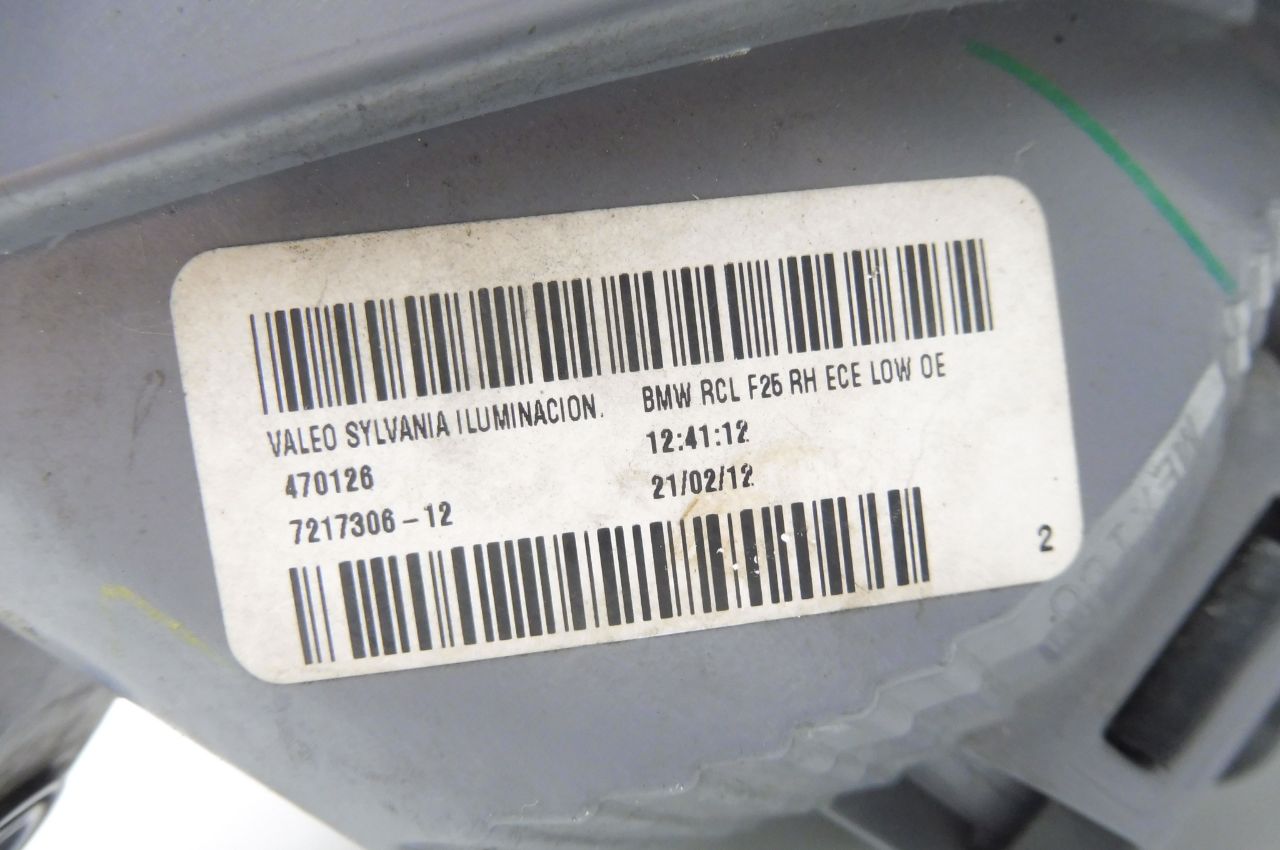 VALEO SYLVANIA ILUMINACION. BMW RCL F25 RH ECE LOW OE
470126 12:41:12
7217306-12 21/02/12
2